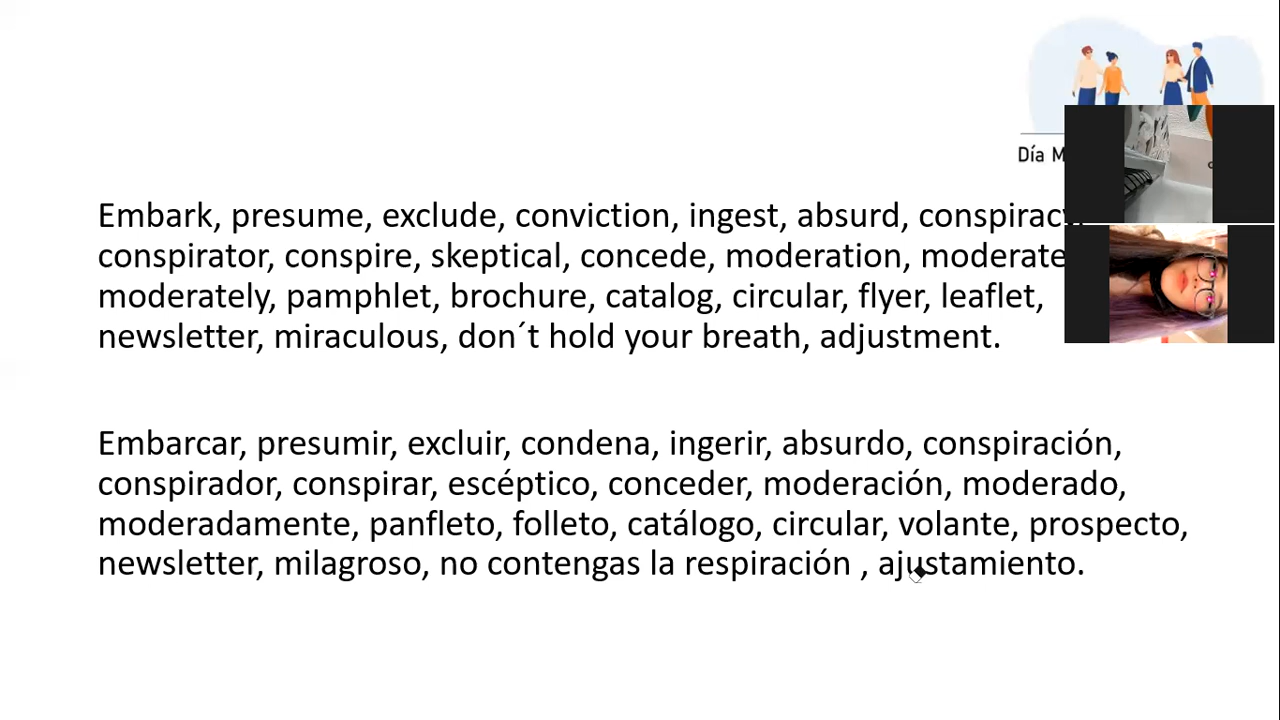 Día M
Embark, presume, exclude, conviction, ingest, absurd, conspiracy,
conspirator, conspire, skeptical, concede, moderation, moderate
moderately, pamphlet, brochure, catalog, circular, flyer, leaflet,
newsletter, miraculous, don´t hold your breath, adjustment.
Embarcar, presumir, excluir, condena, ingerir, absurdo, conspiración,
conspirador, conspirar, escéptico, conceder, moderación, moderado,
moderadamente, panfleto, folleto, catálogo, circular, volante, prospecto,
newsletter, milagroso, no contengas la respiración , ajustamiento.